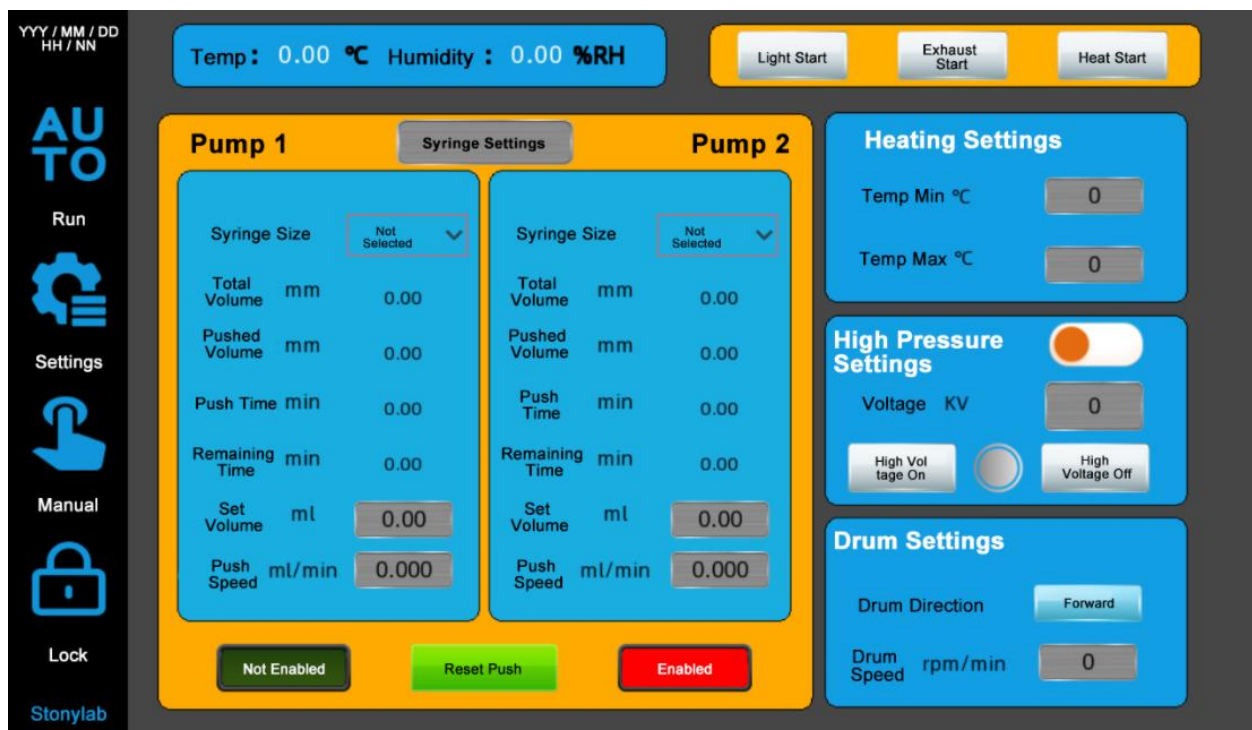 YYY / MM / DD
HH / NN
Temp： 0.00 ℃ Humidity： 0.00 %RH
Light Start
Exhaust
Start
Heat Start
AU
TO
Run
Settings
Manual
Lock
Stonylab
Pump 1
Syringe Settings
Pump 2
Syringe Size
Not
Selected
Total
Volume mm 0.00
Pushed
Volume mm 0.00
Push Time min 0.00
Remaining
Time min 0.00
Set
Volume ml 0.00
Push
Speed ml/min 0.000
Syringe Size
Not
Selected
Total
Volume mm 0.00
Pushed
Volume mm 0.00
Push
Time min 0.00
Remaining
Time min 0.00
Set
Volume ml 0.00
Push
Speed ml/min 0.000
Not Enabled
Reset Push
Enabled
Heating Settings
Temp Min ℃ 0
Temp Max ℃ 0
High Pressure
Settings
Voltage KV 0
High Vol
tage On
High
Voltage Off
Drum Settings
Drum Direction Forward
Drum
Speed rpm/min 0